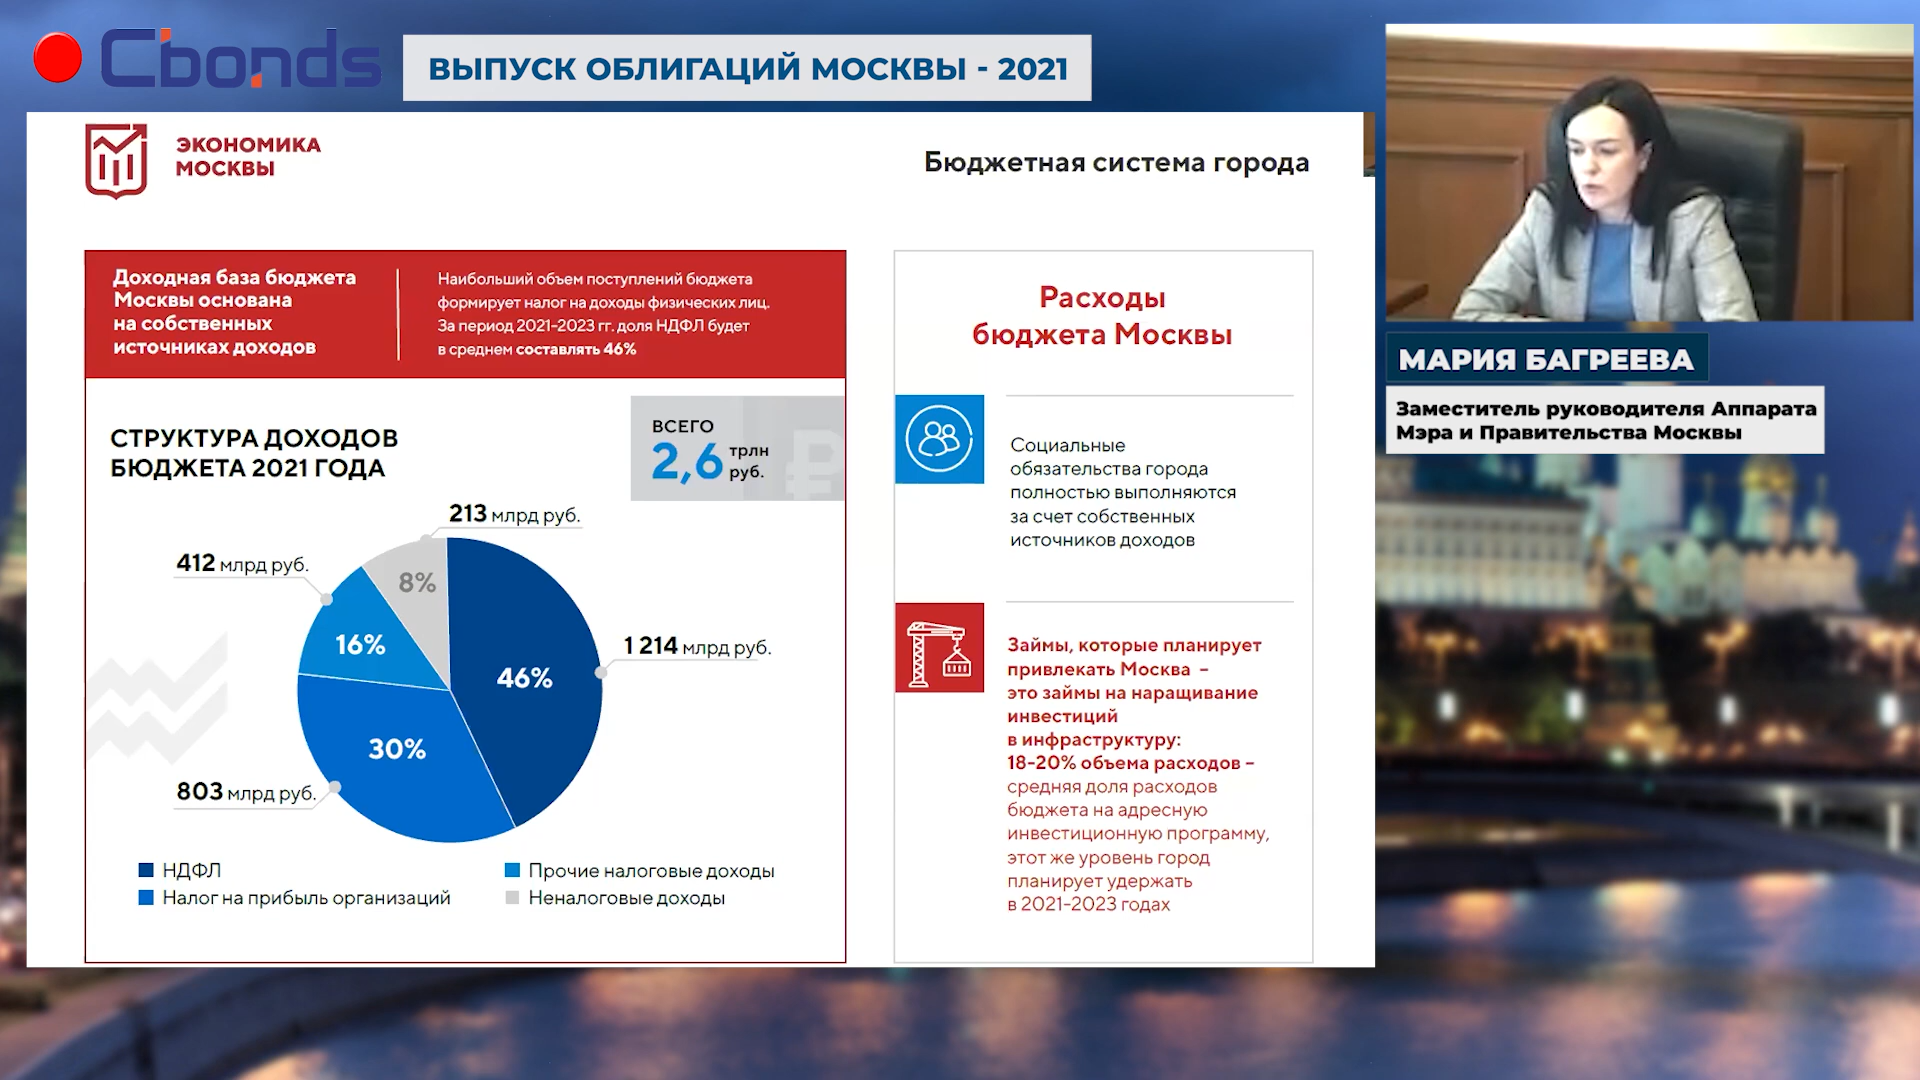 Cbonds
ВЫПУСК ОБЛИГАЦИЙ МОСКВЫ - 2021
ЭКОНОМИКА
МОСКВЫ
Бюджетная система города
Доходная база бюджета
Москвы основана
на собственных
источниках доходов
Наибольший объем поступлений бюджета
формирует налог на доходы физических лиц.
За период 2021-2023 гг. доля НДФЛ будет
в среднем составлять 46%
СТРУКТУРА ДОХОДОВ
БЮДЖЕТА 2021 ГОДА
ВСЕГО
2,6 трлн
руб.
213 млрд руб.
412 млрд руб.
8%
16%
1 214 млрд руб.
46%
30%
803 млрд руб.
НДФЛ
Налог на прибыль организаций
Прочие налоговые доходы
Неналоговые доходы
Расходы
бюджета Москвы
Социальные
обязательства города
полностью выполняются
за счет собственных
источников доходов
Займы, которые планирует
привлекать Москва –
это займы на наращивание
инвестиций
в инфраструктуру:
18-20% объема расходов –
средняя доля расходов
бюджета на адресную
инвестиционную программу,
этот же уровень город
планирует удержать
в 2021-2023 годах
МАРИЯ БАГРЕЕВА
Заместитель руководителя Аппарата
Мэра и Правительства Москвы